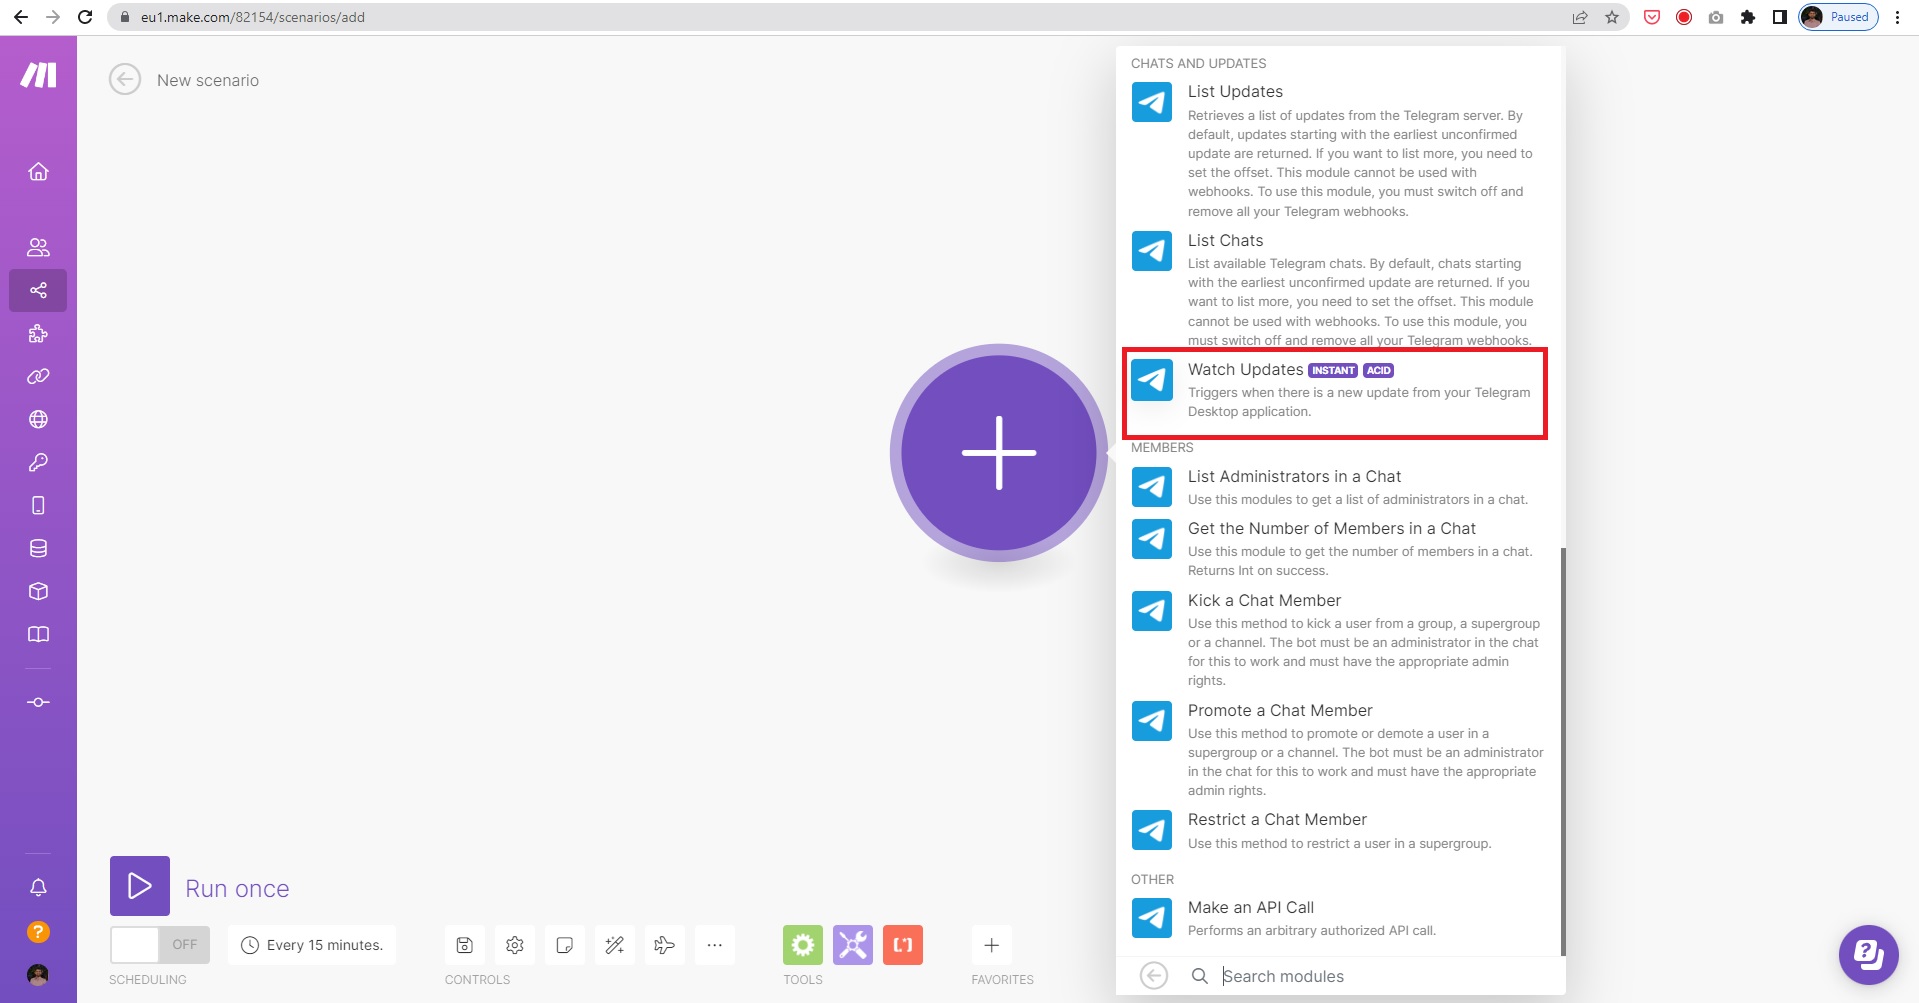 eu1.make.com/82154/scenarios/add
Paused
New scenario
CHATS AND UPDATES
List Updates
Retrieves a list of updates from the Telegram server. By
default, updates starting with the earliest unconfirmed
update are returned. If you want to list more, you need to
set the offset. This module cannot be used with
webhooks. To use this module, you must switch off and
remove all your Telegram webhooks.
List Chats
List available Telegram chats. By default, chats starting
with the earliest unconfirmed update are returned. If you
want to list more, you need to set the offset. This module
cannot be used with webhooks. To use this module, you
must switch off and remove all your Telegram webhooks.
Watch Updates INSTANT ACID
Triggers when there is a new update from your Telegram
Desktop application.
MEMBERS
List Administrators in a Chat
Use this modules to get a list of administrators in a chat.
Get the Number of Members in a Chat
Use this module to get the number of members in a chat.
Returns Int on success.
Kick a Chat Member
Use this method to kick a user from a group, a supergroup
or a channel. The bot must be an administrator in the chat
for this to work and must have the appropriate admin
rights.
Promote a Chat Member
Use this method to promote or demote a user in a
supergroup or a channel. The bot must be an administrator
in the chat for this to work and must have the appropriate
admin rights.
Restrict a Chat Member
Use this method to restrict a user in a supergroup.
OTHER
Make an API Call
Performs an arbitrary authorized API call.
Search modules
Run once
OFF
Every 15 minutes.
SCHEDULING
CONTROLS
TOOLS
FAVORITES